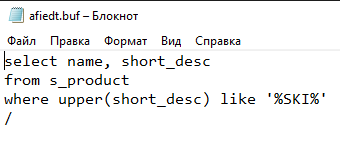 afiedt.buf – Блокнот
Файл Правка Формат Вид Справка
select name, short_desc
from s_product
where upper(short_desc) like '%SKI%'
/